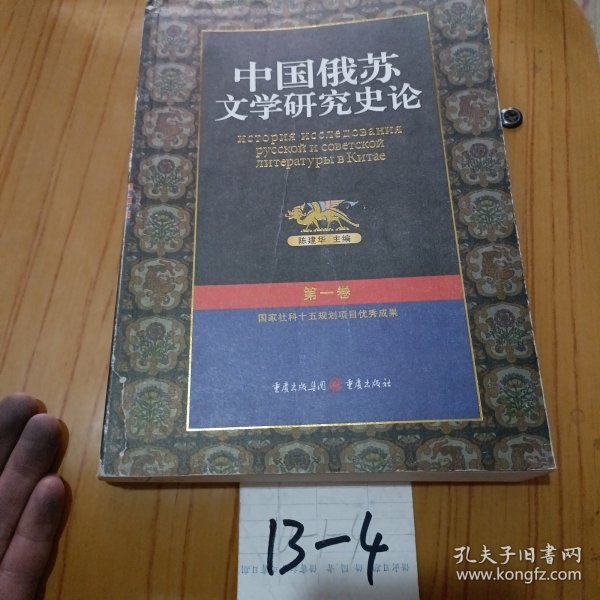 中国俄苏
文学研究史论
история исследования
русской и советской
литературы в Китае
陈建华 主编
第一卷
国家社科十五规划项目优秀成果
重庆出版集团 重庆出版社
13-4
孔夫子旧书网
www.kongfz.com